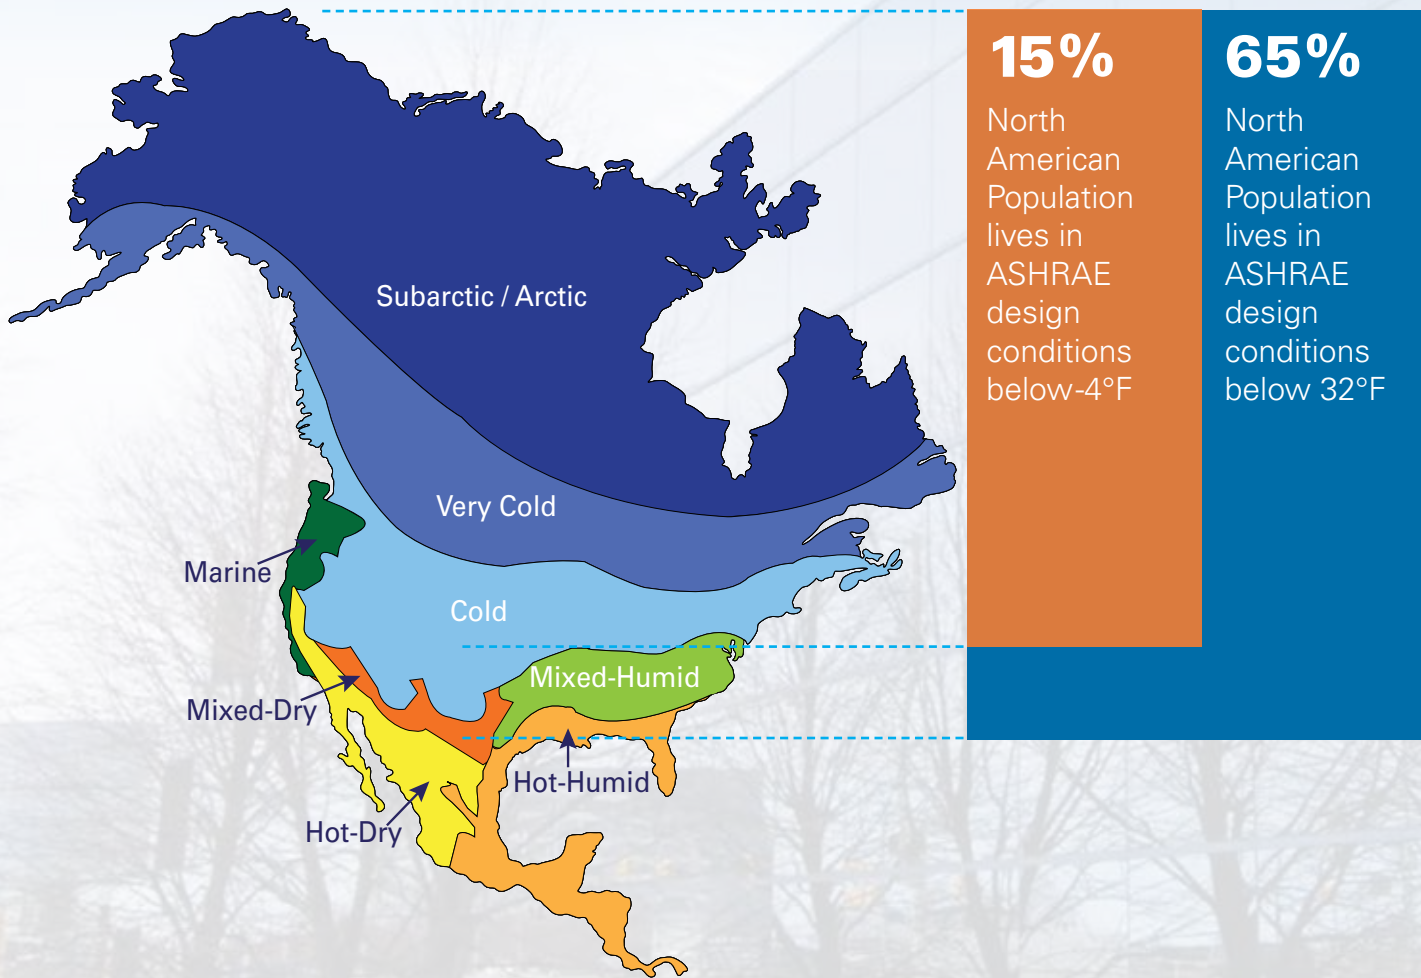 15%
North
American
Population
lives in
ASHRAE
design
conditions
below-4°F
65%
North
American
Population
lives in
ASHRAE
design
conditions
below 32°F
Subarctic / Arctic
Very Cold
Marine
Cold
Mixed-Humid
Mixed-Dry
Hot-Humid
Hot-Dry